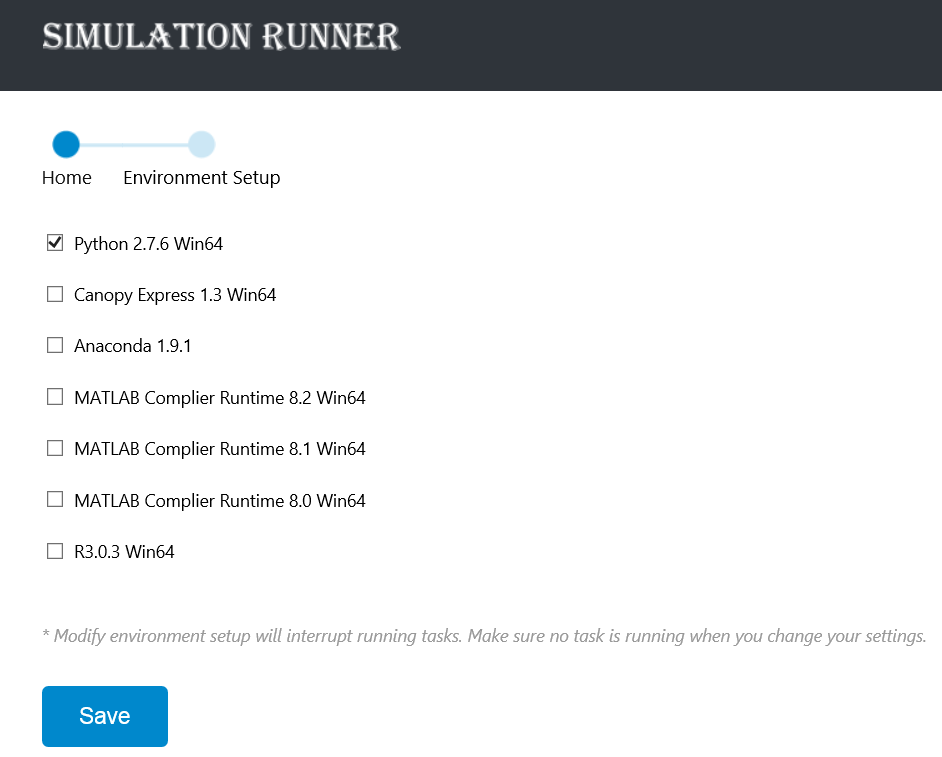 SIMULATION RUNNER
Home Environment Setup
Python 2.7.6 Win64
Canopy Express 1.3 Win64
Anaconda 1.9.1
MATLAB Complier Runtime 8.2 Win64
MATLAB Complier Runtime 8.1 Win64
MATLAB Complier Runtime 8.0 Win64
R3.0.3 Win64
* Modify environment setup will interrupt running tasks. Make sure no task is running when you change your settings.
Save